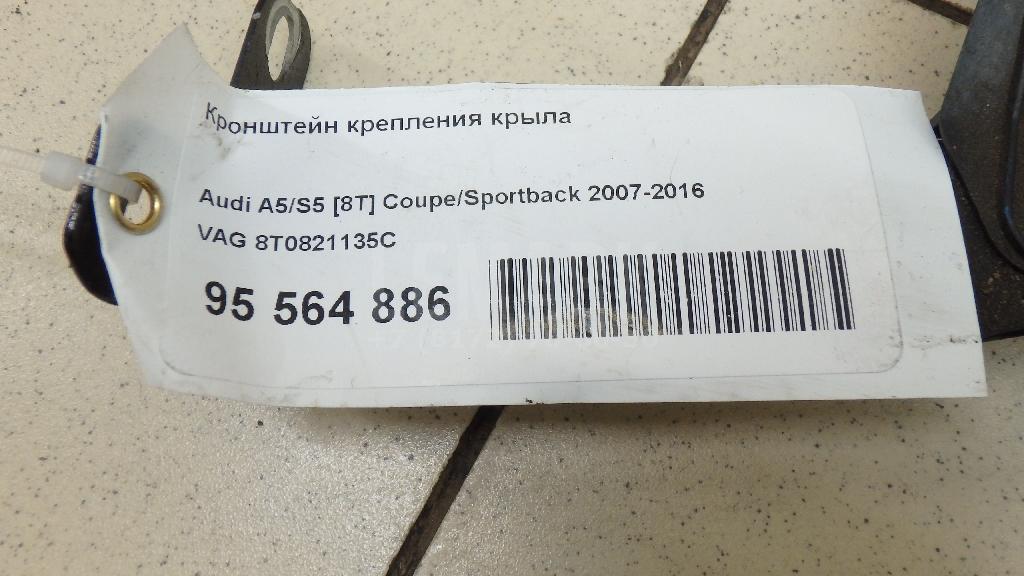 Кронштейн крепления крыла
Audi A5/S5 [8T] Coupe/Sportback 2007-2016
VAG 8T0821135C
95 564 886